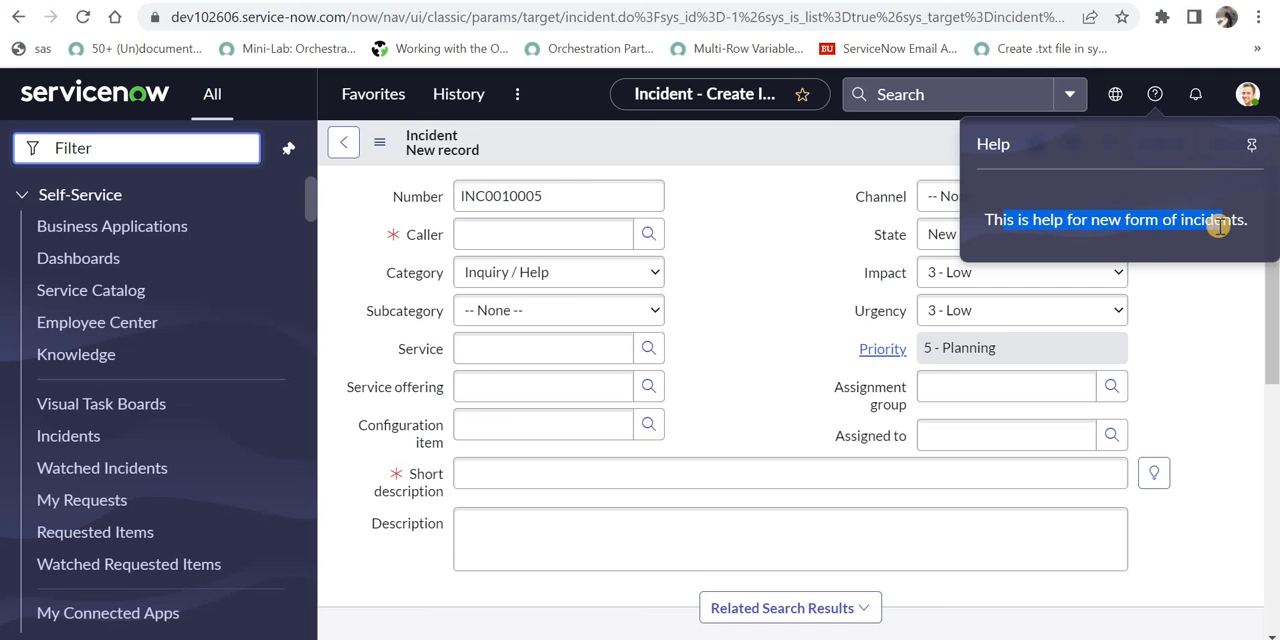 dev102606.service-now.com/now/nav/ui/classic/params/target/incident.do%3Fsys_id%3D-1%26sys_is_list%3Dtrue%26sys_target%3Dincident%...
sas
50+ (Un)document...
Mini-Lab: Orchestra...
Working with the O...
Orchestration Part...
Multi-Row Variable...
BU
ServiceNow Email A...
Create .txt file in sy...
»
servicenow
All
Favorites
History
Incident - Create I...
Search
Filter
Incident
New record
Help
This is help for new form of incidents.
Self-Service
Business Applications
Dashboards
Service Catalog
Employee Center
Knowledge
Visual Task Boards
Incidents
Watched Incidents
My Requests
Requested Items
Watched Requested Items
My Connected Apps
Number
INC0010005
* Caller
Category
Inquiry / Help
Subcategory
-- None --
Service
Service offering
Configuration
item
Channel
State
New
Impact
3 - Low
Urgency
3 - Low
Priority
5 - Planning
Assignment
group
Assigned to
* Short
description
Description
Related Search Results